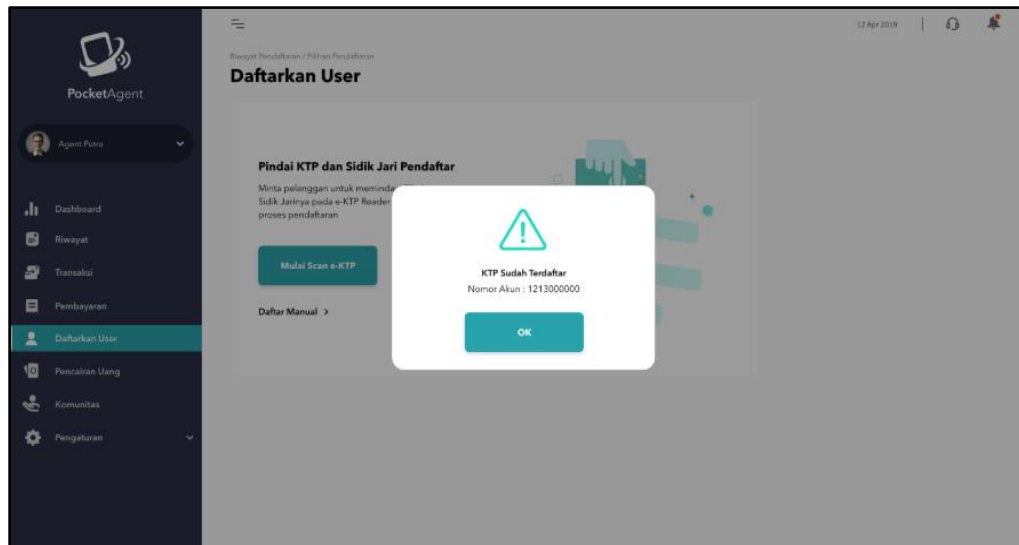 12 Apr 2019
Riwayat Pendaftaran / Pilihan Pendaftaran
Daftarkan User
PocketAgent
Agent Putra
Dashboard
Riwayat
Transaksi
Pembayaran
Daftarkan User
Pencairan Uang
Komunitas
Pengaturan
Pindai KTP dan Sidik Jari Pendaftar
Minta pelanggan untuk
Sidik Jarinya pada e-KTP Reader
proses pendaftaran
Mulai Scan e-KTP
Daftar Manual >
KTP Sudah Terdaftar
Nomor Akun : 1213000000
OK